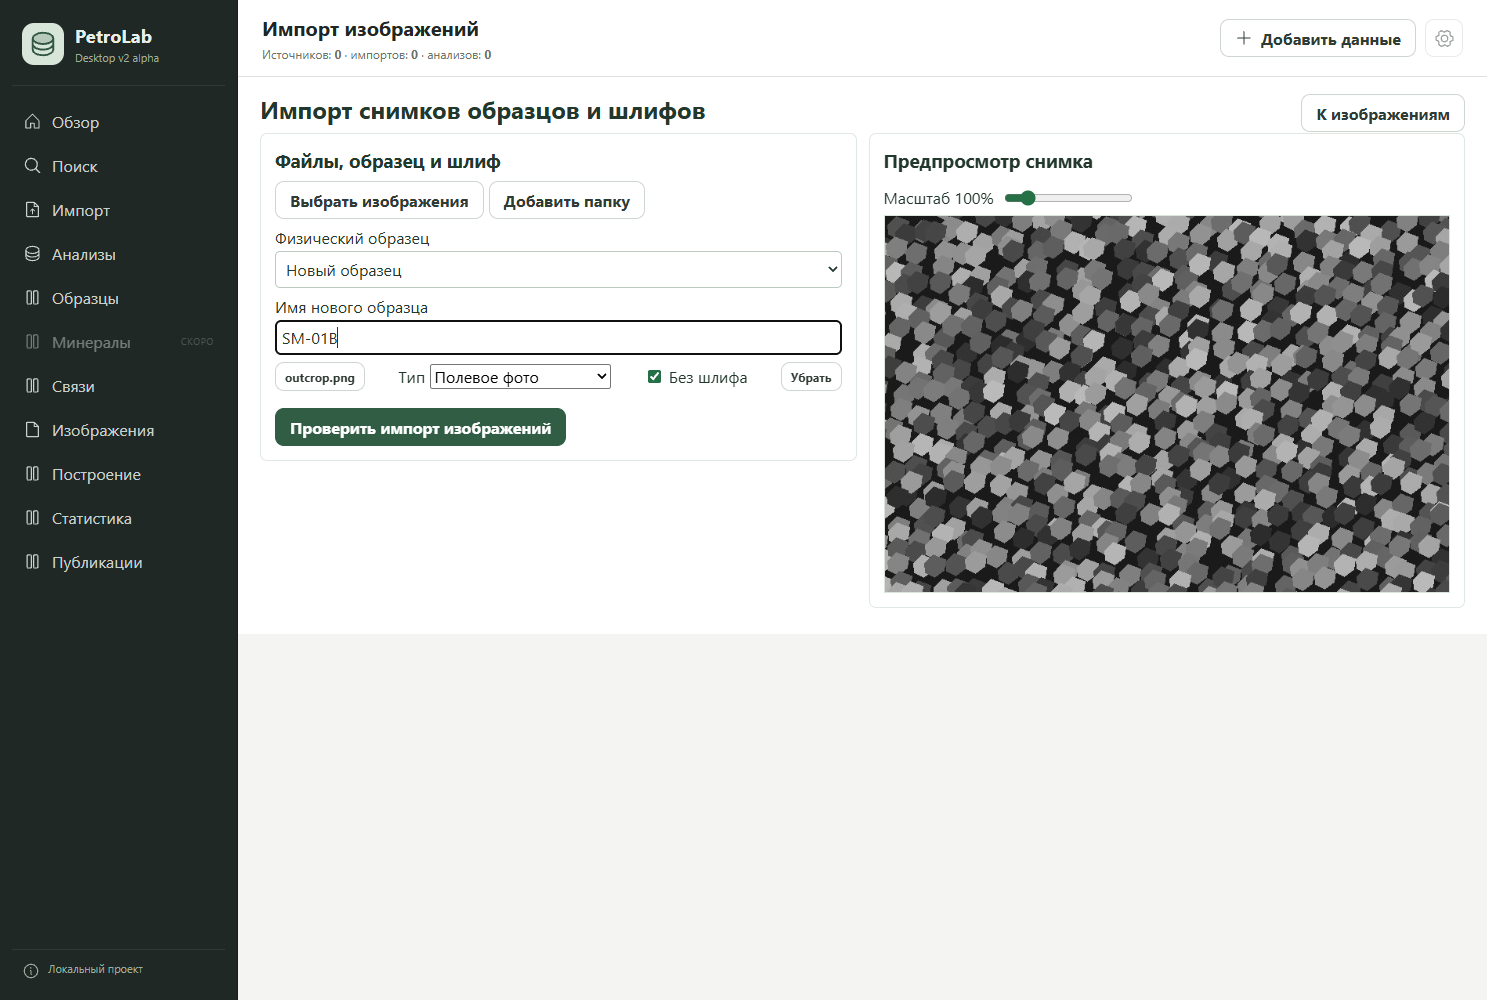 PetroLab
Desktop v2 alpha
Обзор
Поиск
Импорт
Анализы
Образцы
Минералы СКОРО
Связи
Изображения
Построение
Статистика
Публикации
Локальный проект
Импорт изображений
Источников: 0 · импортов: 0 · анализов: 0
Добавить данные
Импорт снимков образцов и шлифов
К изображениям
Файлы, образец и шлиф
Выбрать изображения Добавить папку
Физический образец
Новый образец
Имя нового образца
SM-01B
outcrop.png Тип Полевое фото Без шлифа Убрать
Проверить импорт изображений
Предпросмотр снимка
Масштаб 100%